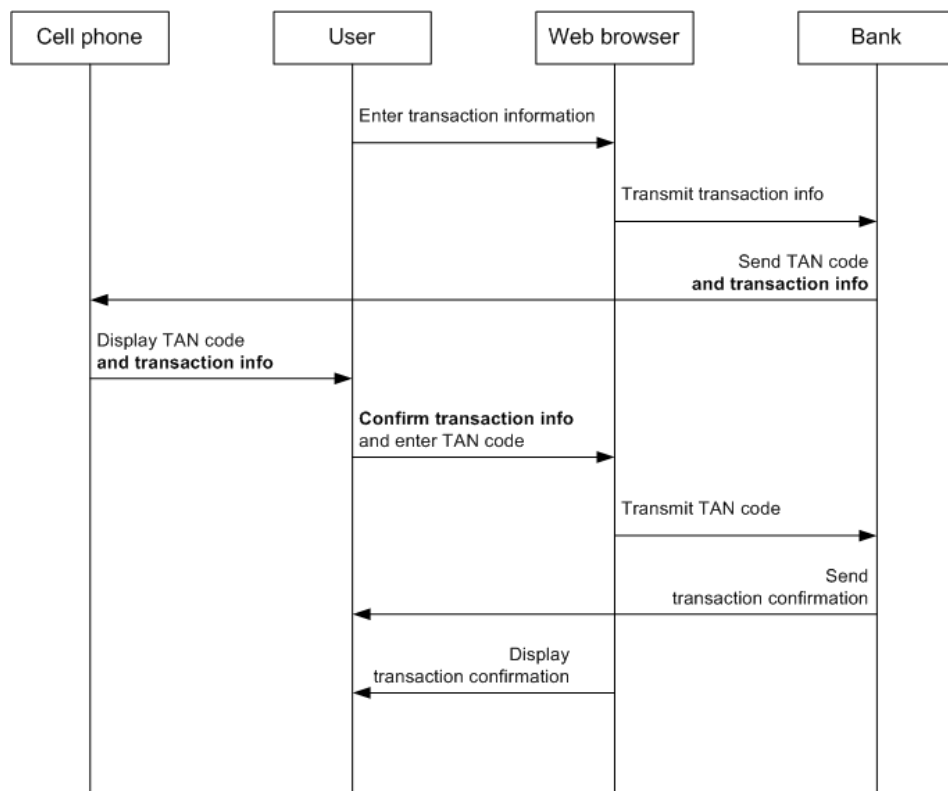 Cell phone
User
Web browser
Bank
Enter transaction information
Transmit transaction info
Send TAN code
and transaction info
Display TAN code
and transaction info
Confirm transaction info
and enter TAN code
Transmit TAN code
Send
transaction confirmation
Display
transaction confirmation